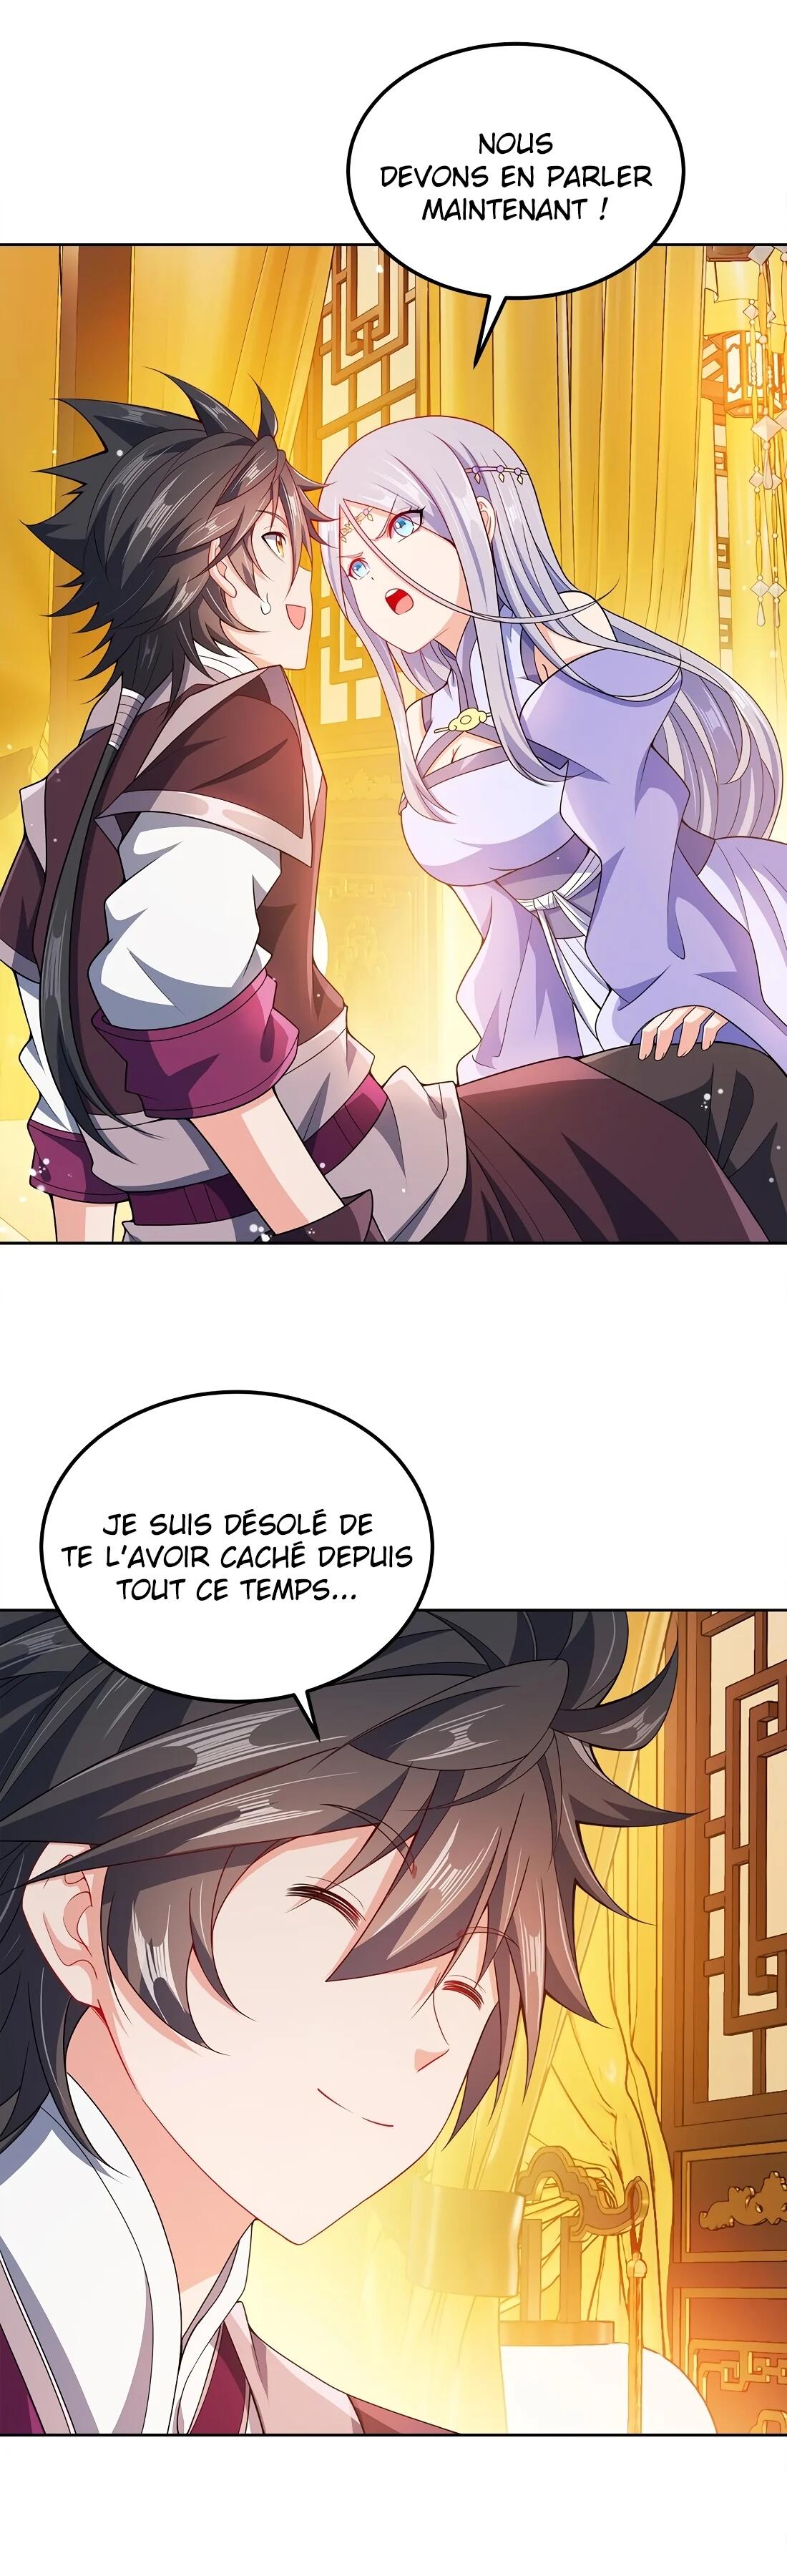 NOUS
DEVONS EN PARLER
MAINTENANT !
JE SUIS DÉSOLÉ DE
TE L'AVOIR CACHÉ DEPUIS
TOUT CE TEMPS...